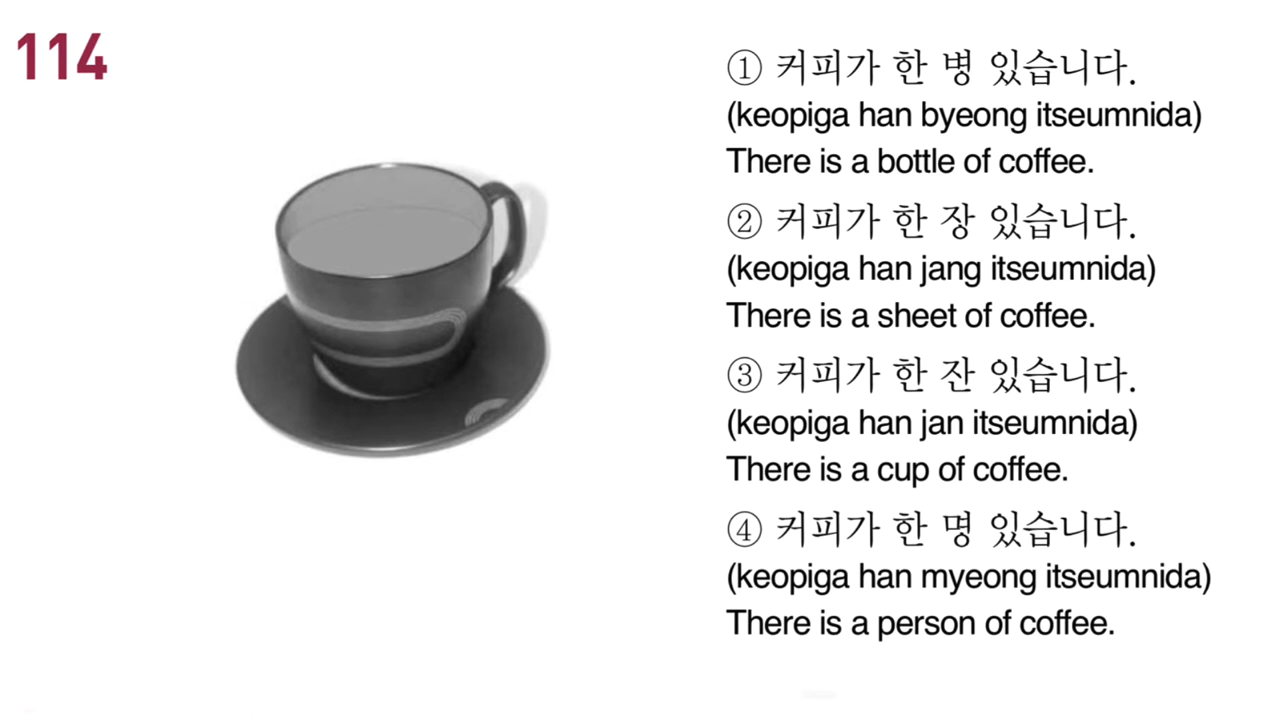 114
① 커피가 한 병 있습니다.
(keopiga han byeong itseumnida)
There is a bottle of coffee.
② 커피가 한 장 있습니다.
(keopiga han jang itseumnida)
There is a sheet of coffee.
③ 커피가 한 잔 있습니다.
(keopiga han jan itseumnida)
There is a cup of coffee.
④ 커피가 한 명 있습니다.
(keopiga han myeong itseumnida)
There is a person of coffee.